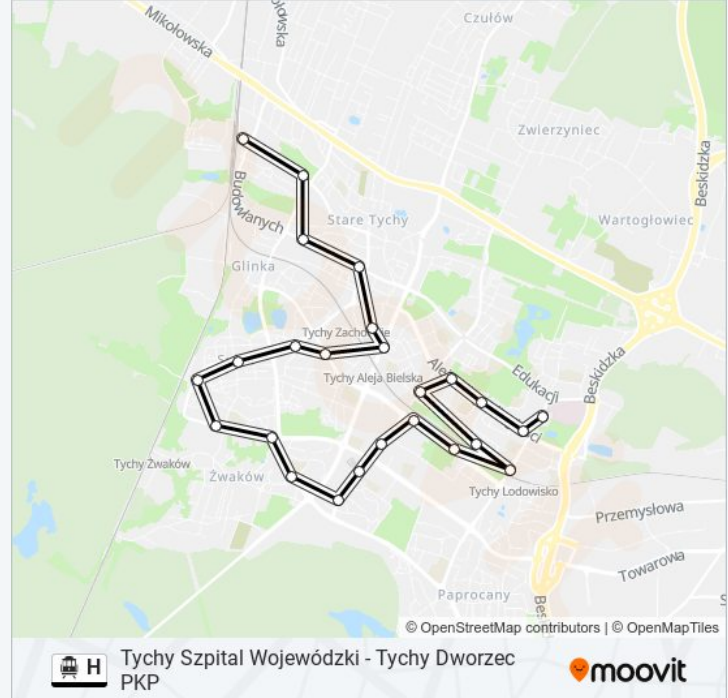 Czułów
Mikołowska
Zwierzyniec
Beskidzka
Budowlanych
Stare Tychy
Wartogłowiec
Glinka
Tychy Zachodnie
Tychy Aleja Bielska
Edukacji
Beskidzka
Tychy Żwaków
Żwaków
Tychy Lodowisko
Przemysłowa
Towarowa
Paprocany
© OpenStreetMap contributors | © OpenMapTiles
H
Tychy Szpital Wojewódzki - Tychy Dworzec
PKP
moovit